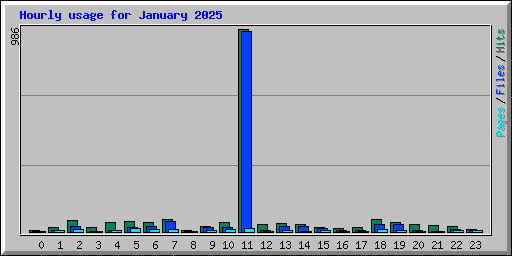 Hourly usage for January 2025
986
Pages/Files/Hits
0 1 2 3 4 5 6 7 8 9 10 11 12 13 14 15 16 17 18 19 20 21 22 23